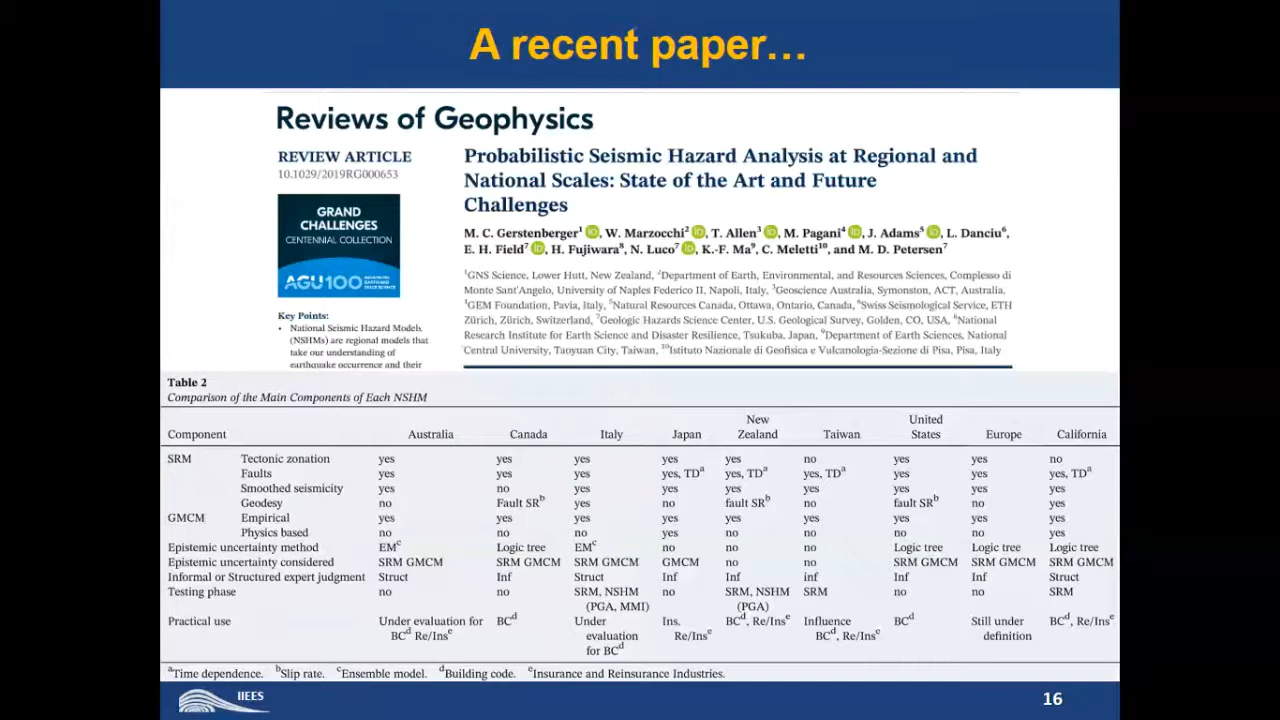 A recent paper...
Reviews of Geophysics
REVIEW ARTICLE
10.1029/2019RG000653
GRAND
CHALLENGES
CENTENNIAL COLLECTION
AGU100
Key Points:
• National Seismic Hazard Models
(NSHMs) are regional models that
take our understanding of
earthquake occurrence and their
Probabilistic Seismic Hazard Analysis at Regional and
National Scales: State of the Art and Future
Challenges
M. C. Gerstenberger1 iD, W. Marzocchi2 iD, T. Allen3 iD, M. Pagani4 iD, J. Adams5 iD, L. Danciu6,
E. H. Field7 iD, H. Fujiwara8, N. Luco7 iD, K.-F. Ma9, C. Meletti10, and M. D. Petersen7
1GNS Science, Lower Hutt, New Zealand, 2Department of Earth, Environmental, and Resources Sciences, Complesso di
Monte Sant'Angelo, University of Naples Federico II, Napoli, Italy, 3Geoscience Australia, Symonston, ACT, Australia,
4GEM Foundation, Pavia, Italy, 5Natural Resources Canada, Ottawa, Ontario, Canada, 6Swiss Seismological Service, ETH
Zürich, Zürich, Switzerland, 7Geologic Hazards Science Center, U.S. Geological Survey, Golden, CO, USA, 8National
Research Institute for Earth Science and Disaster Resilience, Tsukuba, Japan, 9Department of Earth Sciences, National
Central University, Taoyuan City, Taiwan, 10Istituto Nazionale di Geofisica e Vulcanologia-Sezione di Pisa, Pisa, Italy
Table 2
Comparison of the Main Components of Each NSHM
New United
Component Australia Canada Italy Japan Zealand Taiwan States Europe California
SRM Tectonic zonation yes yes yes yes yes no yes yes no
Faults yes yes yes yes, TDa yes, TDa yes, TDa yes yes yes, TDa
Smoothed seismicity yes no yes yes yes yes yes yes yes
Geodesy no Fault SRb yes no fault SRb no fault SRb no yes
GMCM Empirical yes yes yes yes yes yes yes yes yes
Physics based no no no yes no no no no yes
Epistemic uncertainty method EMc Logic tree EMc no no no Logic tree Logic tree Logic tree
Epistemic uncertainty considered SRM GMCM SRM GMCM SRM GMCM GMCM no no SRM GMCM SRM GMCM SRM GMCM
Informal or Structured expert judgment Struct Inf Struct Inf Inf inf Inf Inf Struct
Testing phase no no SRM, NSHM no SRM, NSHM SRM no no SRM
(PGA, MMI) (PGA)
Practical use Under evaluation for BCd Under Ins. BCd, Re/Inse Influence BCd Still under BCd, Re/Inse
BCd Re/Inse evaluation Re/Inse BCd, Re/Inse definition
for BCd
aTime dependence. bSlip rate. cEnsemble model. dBuilding code. eInsurance and Reinsurance Industries.
IIEES
16